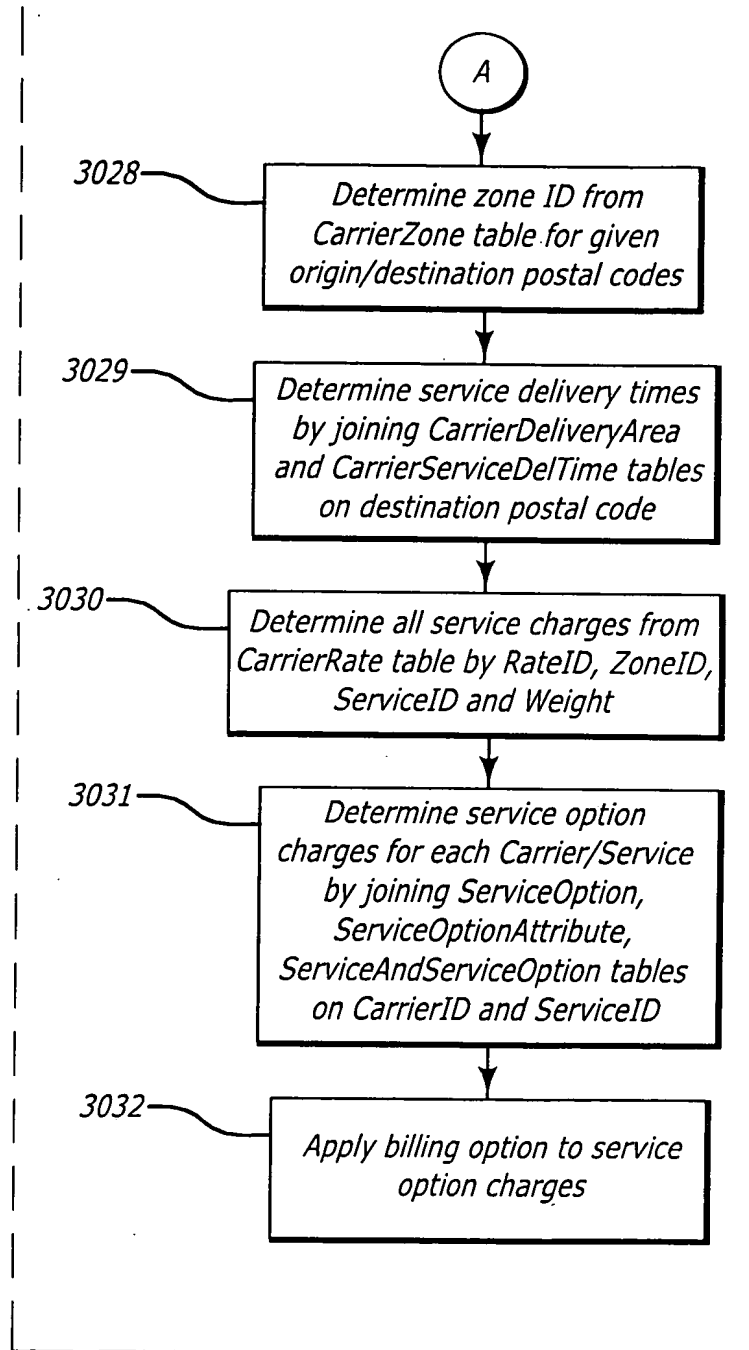 A
3028
Determine zone ID from
CarrierZone table for given
origin/destination postal codes
3029
Determine service delivery times
by joining CarrierDeliveryArea
and CarrierServiceDelTime tables
on destination postal code
3030
Determine all service charges from
CarrierRate table by RateID, ZoneID,
ServiceID and Weight
3031
Determine service option
charges for each Carrier/Service
by joining ServiceOption,
ServiceOptionAttribute,
ServiceAndServiceOption tables
on CarrierID and ServiceID
3032
Apply billing option to service
option charges